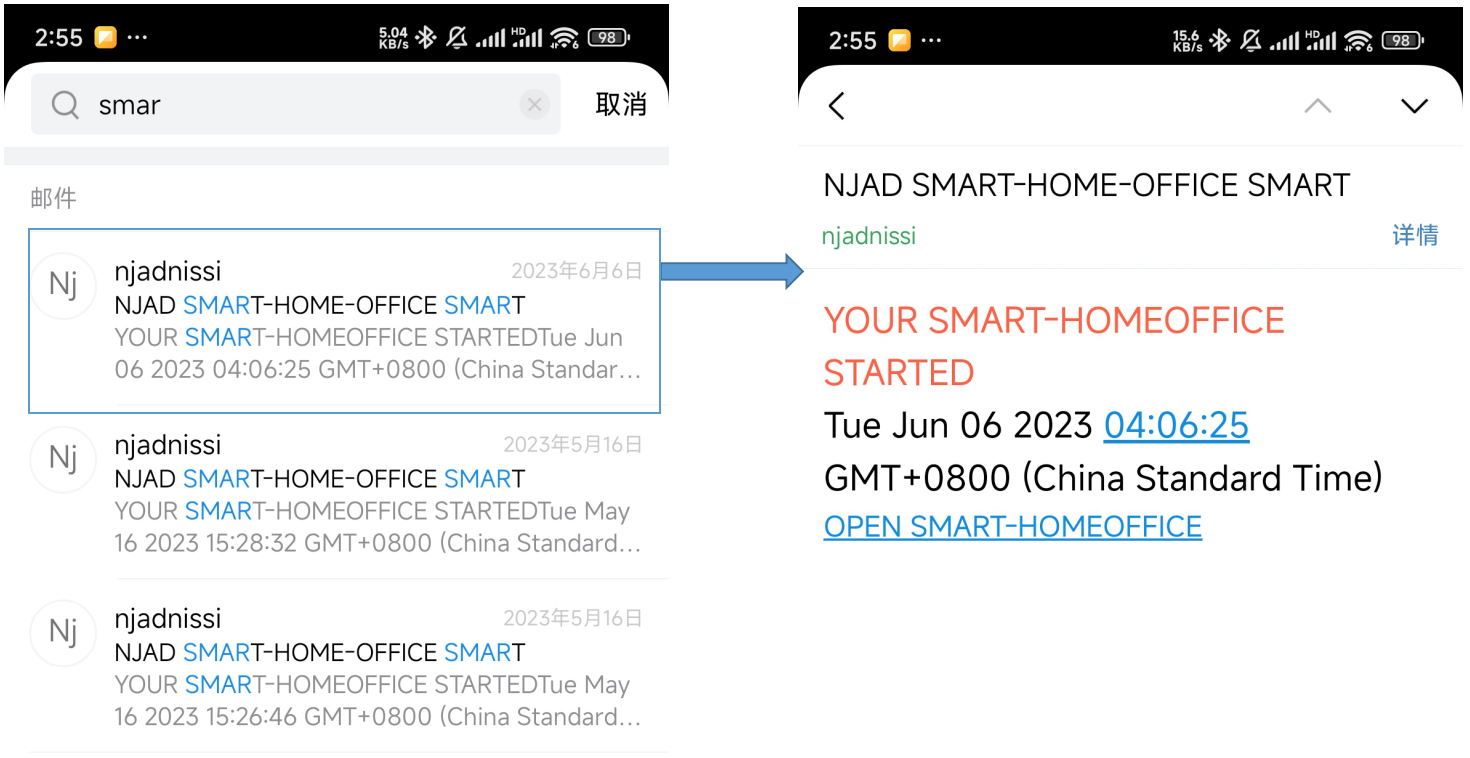 2:55 ··· 5.04 KB/s HD 6 98
smar 取消
邮件
Nj
njadnissi 2023年6月6日
NJAD SMART-HOME-OFFICE SMART
YOUR SMART-HOMEOFFICE STARTEDTue Jun
06 2023 04:06:25 GMT+0800 (China Standar...
Nj
njadnissi 2023年5月16日
NJAD SMART-HOME-OFFICE SMART
YOUR SMART-HOMEOFFICE STARTEDTue May
16 2023 15:28:32 GMT+0800 (China Standard...
Nj
njadnissi 2023年5月16日
NJAD SMART-HOME-OFFICE SMART
YOUR SMART-HOMEOFFICE STARTEDTue May
16 2023 15:26:46 GMT+0800 (China Standard...
2:55 ··· 15.6 KB/s HD 6 98
NJAD SMART-HOME-OFFICE SMART
njadnissi 详情
YOUR SMART-HOMEOFFICE
STARTED
Tue Jun 06 2023 04:06:25
GMT+0800 (China Standard Time)
OPEN SMART-HOMEOFFICE